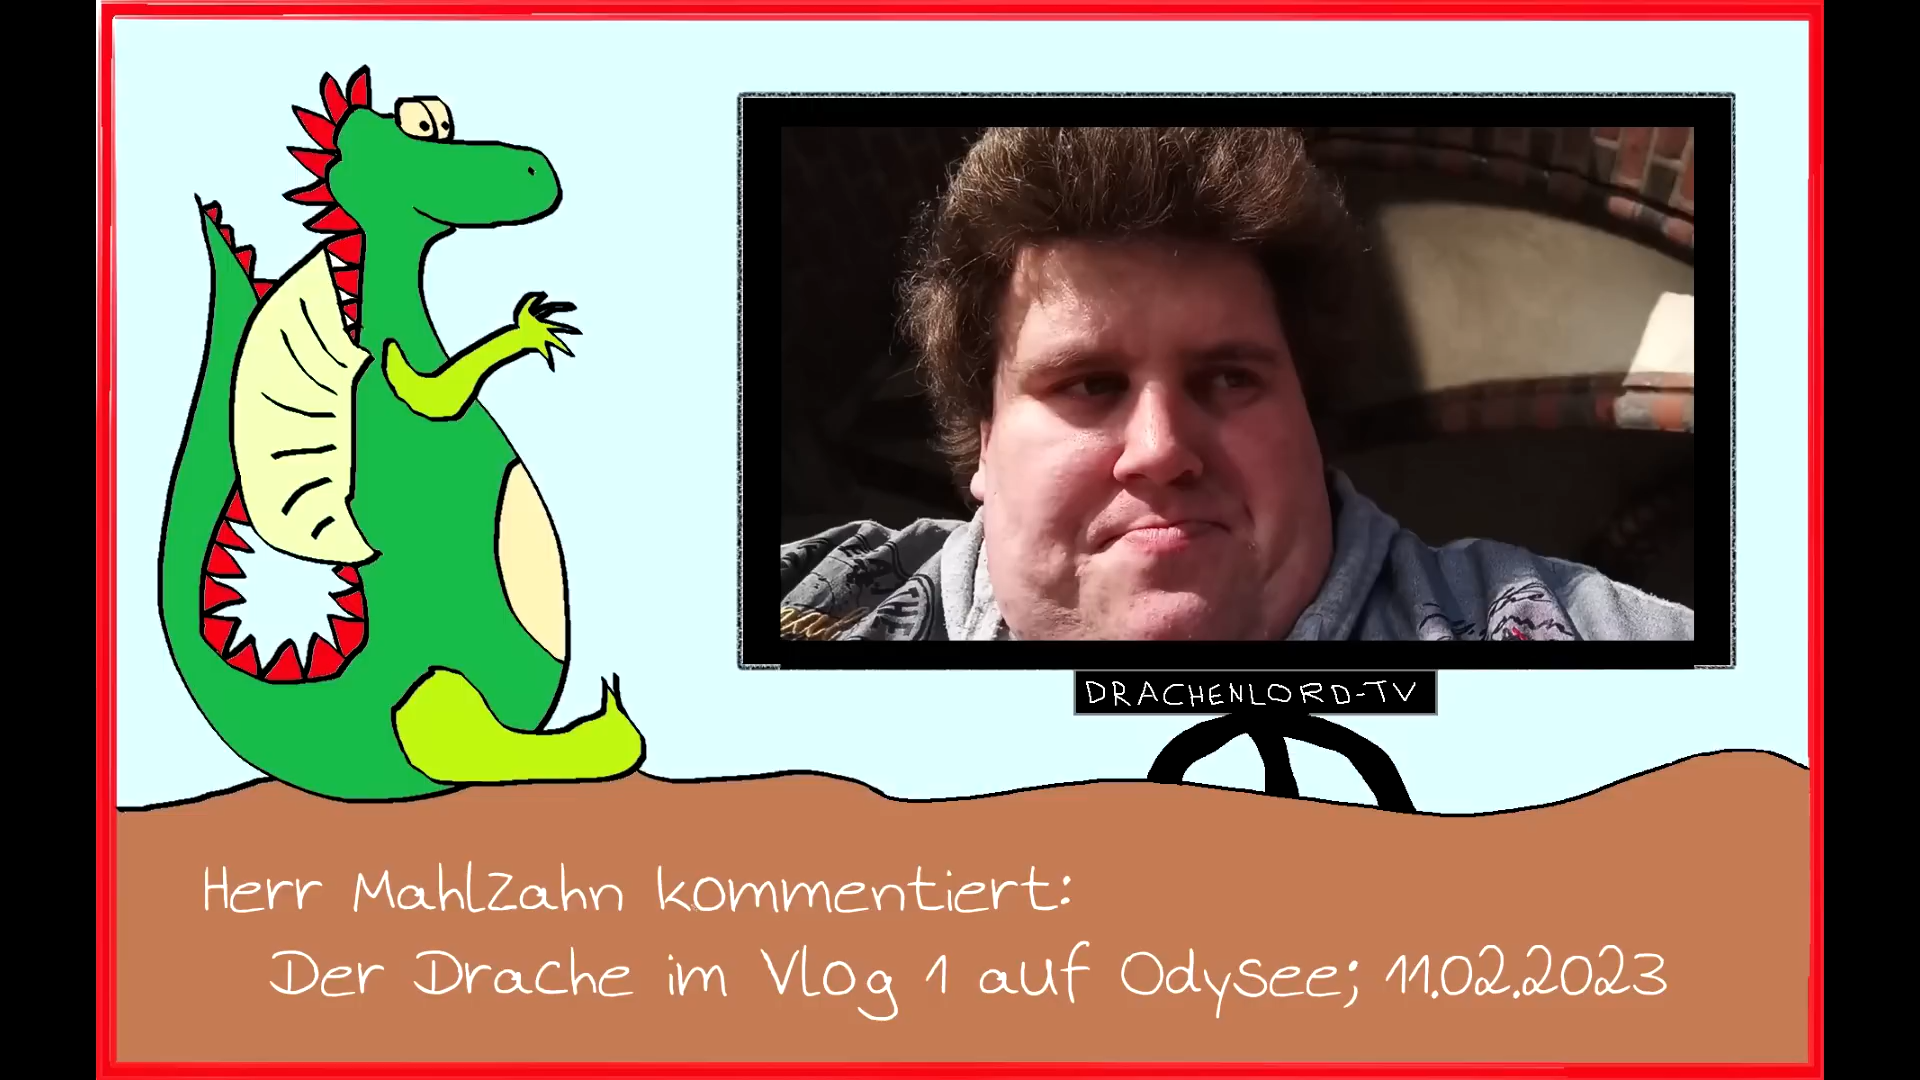 DRACHENLORD-TV
Herr Mahlzahn kommentiert:
Der Drache im Vlog 1 auf Odysee; 11.02.2023